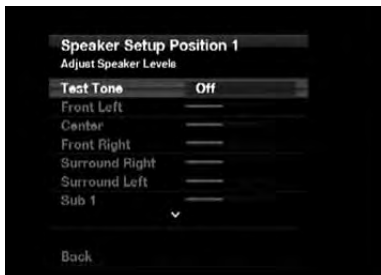 Speaker Setup Position 1
Adjust Speaker Levels
Test Tone Off
Front Left
Center
Front Right
Surround Right
Surround Left
Sub 1
Back